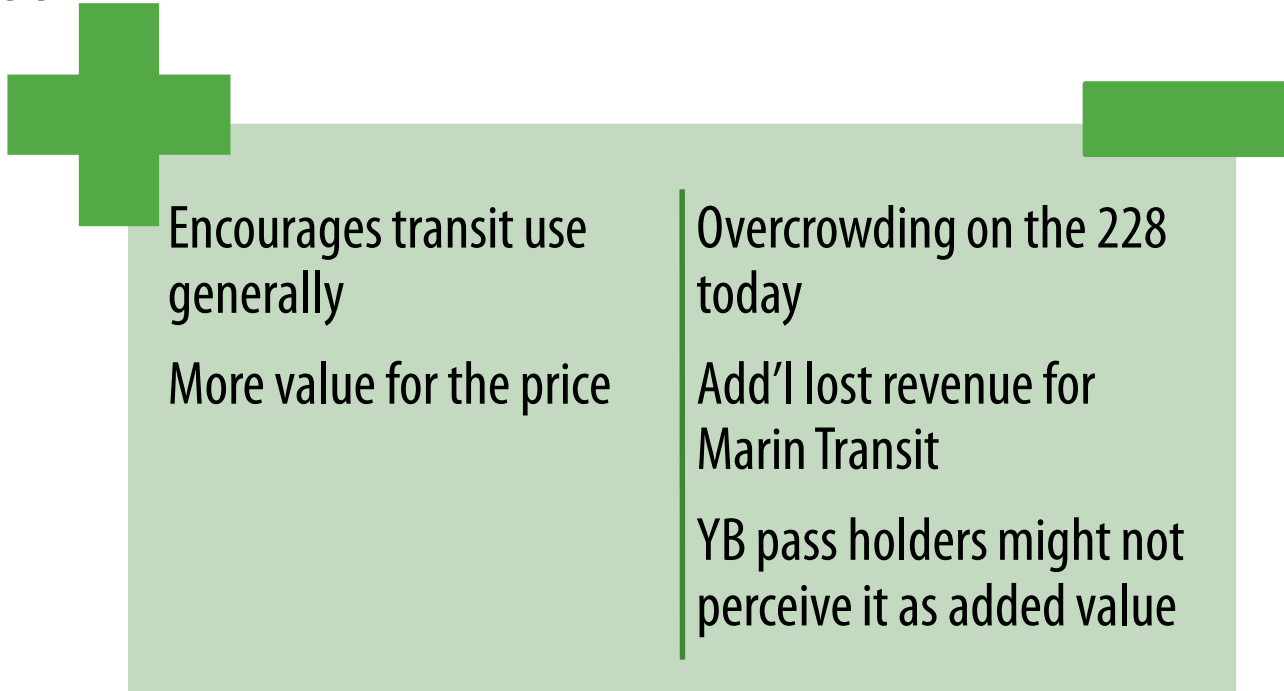 Encourages transit use
generally
More value for the price
Overcrowding on the 228
today
Add'l lost revenue for
Marin Transit
YB pass holders might not
perceive it as added value